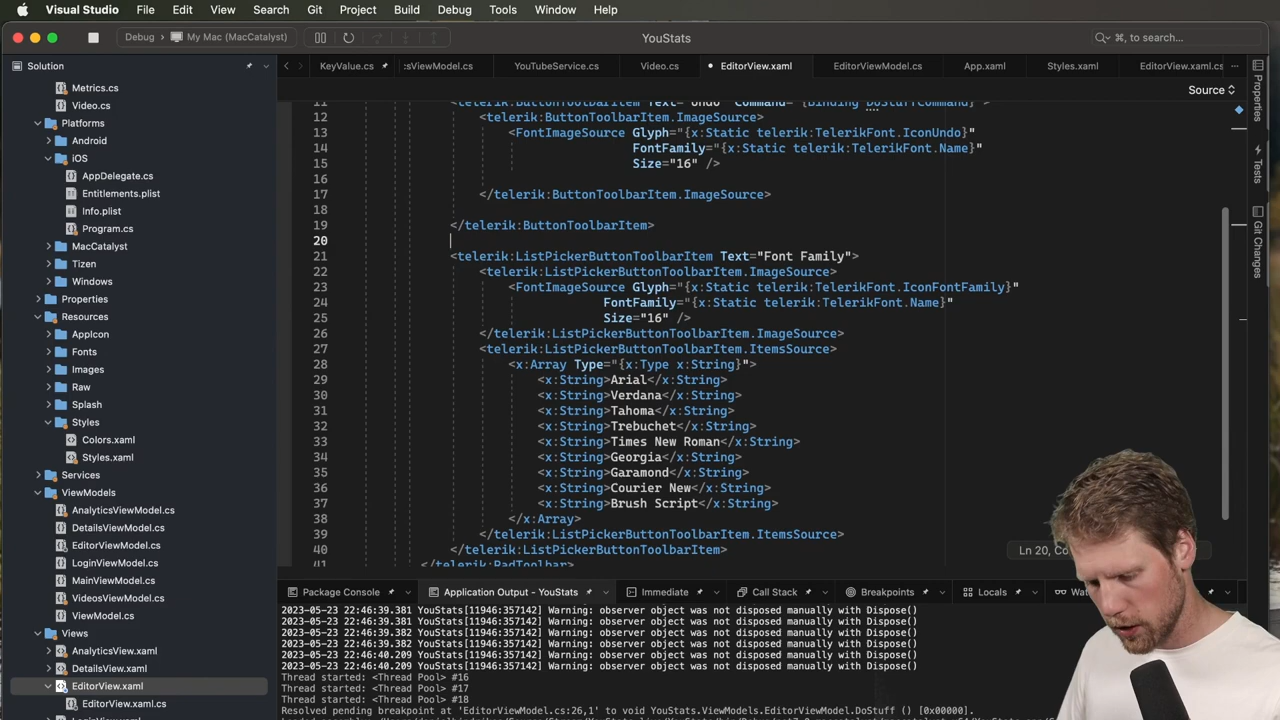 Visual Studio File Edit View Search Git Project Build Debug Tools Window Help
Debug My Mac (MacCatalyst) YouStats ⌘, to search...
Solution KeyValue.cs :sViewModel.cs YOUTubeService.cs Video.cs EditorView.xaml EditorViewModel.cs App.xaml Styles.xaml EditorView.xaml.cs
Source
Properties
Tests
Git Changes
Metrics.cs
Video.cs
Platforms
Android
iOS
AppDelegate.cs
Entitlements.plist
Info.plist
Program.cs
MacCatalyst
Tizen
Windows
Properties
Resources
AppIcon
Fonts
Images
Raw
Splash
Styles
Colors.xaml
Styles.xaml
Services
ViewModels
AnalyticsViewModel.cs
DetailsViewModel.cs
EditorViewModel.cs
LoginViewModel.cs
MainViewModel.cs
VideosViewModel.cs
ViewModel.cs
Views
AnalyticsView.xaml
DetailsView.xaml
EditorView.xaml
EditorView.xaml.cs
11 <telerik:ButtonToolbarItem Text="Undo" Command="{Binding DoStuffCommand}">
12 <telerik:ButtonToolbarItem.ImageSource>
13 <FontImageSource Glyph="{x:Static telerik:TelerikFont.IconUndo}"
14 FontFamily="{x:Static telerik:TelerikFont.Name}"
15 Size="16" />
16
17 </telerik:ButtonToolbarItem.ImageSource>
18
19 </telerik:ButtonToolbarItem>
20
21 <telerik:ListPickerButtonToolbarItem Text="Font Family">
22 <telerik:ListPickerButtonToolbarItem.ImageSource>
23 <FontImageSource Glyph="{x:Static telerik:TelerikFont.IconFontFamily}"
24 FontFamily="{x:Static telerik:TelerikFont.Name}"
25 Size="16" />
26 </telerik:ListPickerButtonToolbarItem.ImageSource>
27 <telerik:ListPickerButtonToolbarItem.ItemsSource>
28 <x:Array Type="{x:Type x:String}">
29 <x:String>Arial</x:String>
30 <x:String>Verdana</x:String>
31 <x:String>Tahoma</x:String>
32 <x:String>Trebuchet</x:String>
33 <x:String>Times New Roman</x:String>
34 <x:String>Georgia</x:String>
35 <x:String>Garamond</x:String>
36 <x:String>Courier New</x:String>
37 <x:String>Brush Script</x:String>
38 </x:Array>
39 </telerik:ListPickerButtonToolbarItem.ItemsSource>
40 </telerik:ListPickerButtonToolbarItem>
41 </telerik:RadToolbar>
Ln 20, Co
Package Console Application Output - YouStats Immediate Call Stack Breakpoints Locals
2023-05-23 22:46:39.381 YouStats[11946:357142] Warning: observer object was not disposed manually with Dispose()
2023-05-23 22:46:39.381 YouStats[11946:357142] Warning: observer object was not disposed manually with Dispose()
2023-05-23 22:46:39.382 YouStats[11946:357142] Warning: observer object was not disposed manually with Dispose()
2023-05-23 22:46:39.382 YouStats[11946:357142] Warning: observer object was not disposed manually with Dispose()
2023-05-23 22:46:40.209 YouStats[11946:357142] Warning: observer object was not disposed manually with Dispose()
2023-05-23 22:46:40.209 YouStats[11946:357142] Warning: observer object was not disposed manually with Dispose()
Thread started: <Thread Pool> #16
Thread started: <Thread Pool> #17
Thread started: <Thread Pool> #18
Resolved pending breakpoint at 'EditorViewModel.cs:26,1' to void YouStats.ViewModels.EditorViewModel.DoStuff () [0x00000].